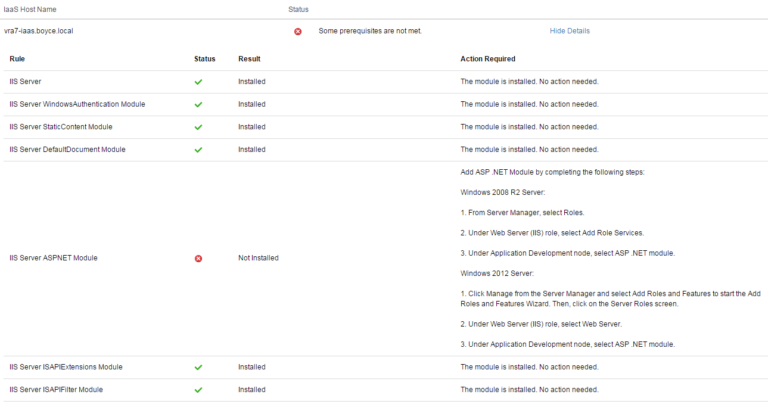 IaaS Host Name Status
vra7-iaas.boyce.local Some prerequisites are not met. Hide Details
Rule Status Result Action Required
IIS Server Installed The module is installed. No action needed.
IIS Server WindowsAuthentication Module Installed The module is installed. No action needed.
IIS Server StaticContent Module Installed The module is installed. No action needed.
IIS Server DefaultDocument Module Installed The module is installed. No action needed.
Add ASP .NET Module by completing the following steps:
Windows 2008 R2 Server:
1. From Server Manager, select Roles.
2. Under Web Server (IIS) role, select Add Role Services.
3. Under Application Development node, select ASP .NET module.
IIS Server ASPNET Module Not Installed
Windows 2012 Server:
1. Click Manage from the Server Manager and select Add Roles and Features to start the Add
Roles and Features Wizard. Then, click on the Server Roles screen.
2. Under Web Server (IIS) role, select Web Server.
3. Under Application Development node, select ASP .NET module.
IIS Server ISAPIExtensions Module Installed The module is installed. No action needed.
IIS Server ISAPIFilter Module Installed The module is installed. No action needed.